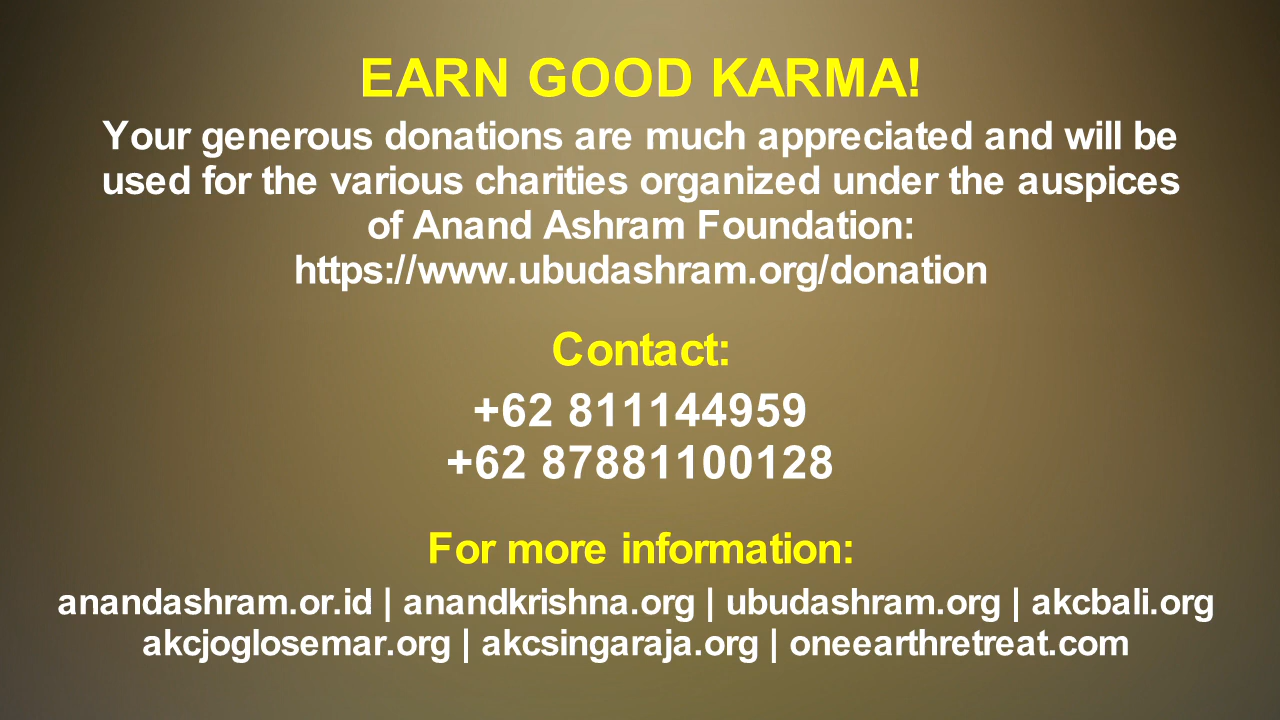 EARN GOOD KARMA!
Your generous donations are much appreciated and will be
used for the various charities organized under the auspices
of Anand Ashram Foundation:
https://www.ubudashram.org/donation
Contact:
+62 811144959
+62 87881100128
For more information:
anandashram.or.id | anandkrishna.org | ubudashram.org | akcbali.org
akcjoglosemar.org | akcsingaraja.org | oneearthretreat.com